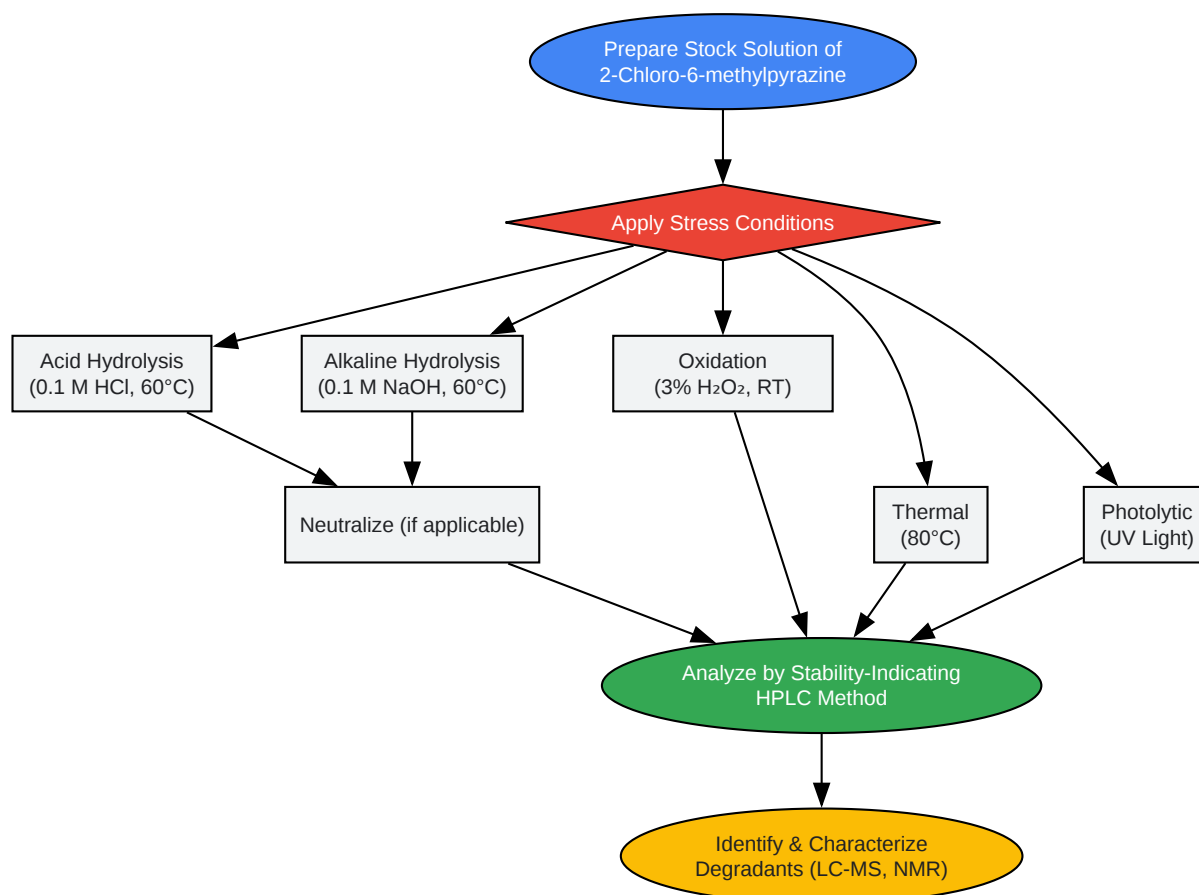 Prepare Stock Solution of
2-Chloro-6-methylpyrazine
Apply Stress Conditions
Acid Hydrolysis
(0.1 M HCl, 60°C)
Alkaline Hydrolysis
(0.1 M NaOH, 60°C)
Oxidation
(3% H₂O₂, RT)
Neutralize (if applicable)
Thermal
(80°C)
Photolytic
(UV Light)
Analyze by Stability-Indicating
HPLC Method
Identify & Characterize
Degradants (LC-MS, NMR)